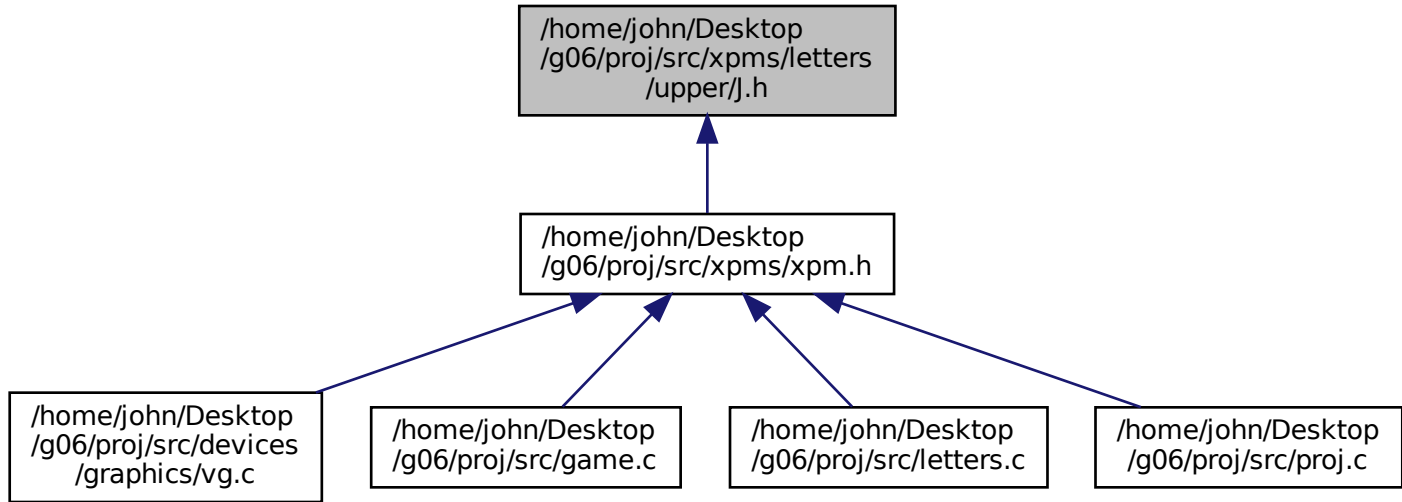 /home/john/Desktop
/g06/proj/src/xpms/letters
/upper/J.h
/home/john/Desktop
/g06/proj/src/xpms/xpm.h
/home/john/Desktop
/g06/proj/src/devices
/graphics/vg.c
/home/john/Desktop
/g06/proj/src/game.c
/home/john/Desktop
/g06/proj/src/letters.c
/home/john/Desktop
/g06/proj/src/proj.c